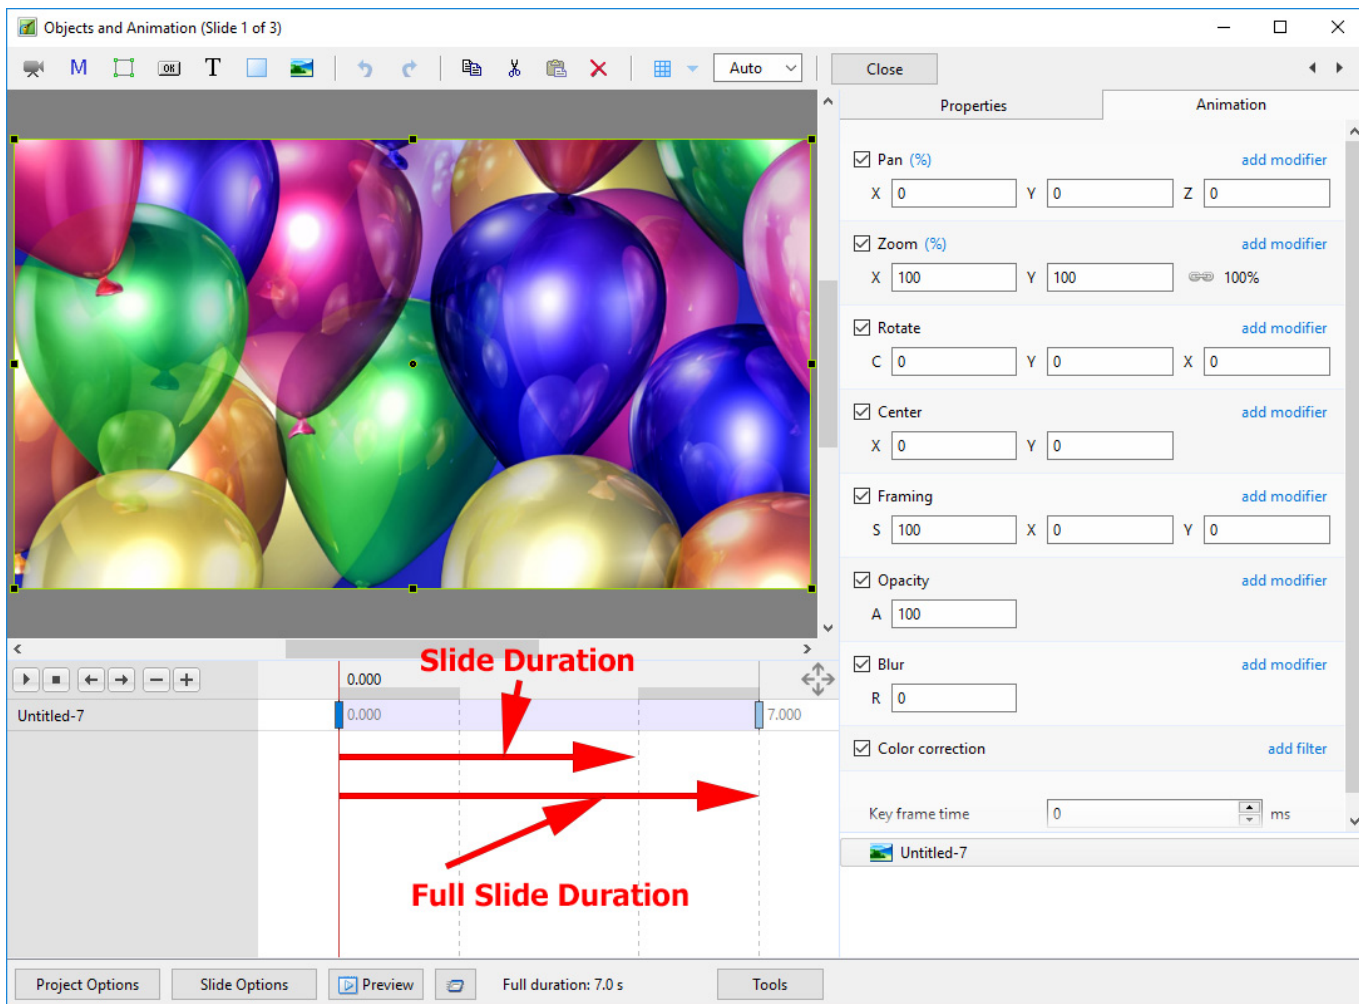 Objects and Animation (Slide 1 of 3)
M OK T Auto Close
Properties Animation
Pan (%) add modifier
X 0 Y 0 Z 0
Zoom (%) add modifier
X 100 Y 100 100%
Rotate add modifier
C 0 Y 0 X 0
Center add modifier
X 0 Y 0
Framing add modifier
S 100 X 0 Y 0
Opacity add modifier
A 100
Blur add modifier
R 0
Color correction add filter
Key frame time 0 ms
Untitled-7
Slide Duration
0.000
Untitled-7 0.000 7.000
Full Slide Duration
Project Options Slide Options Preview Full duration: 7.0 s Tools